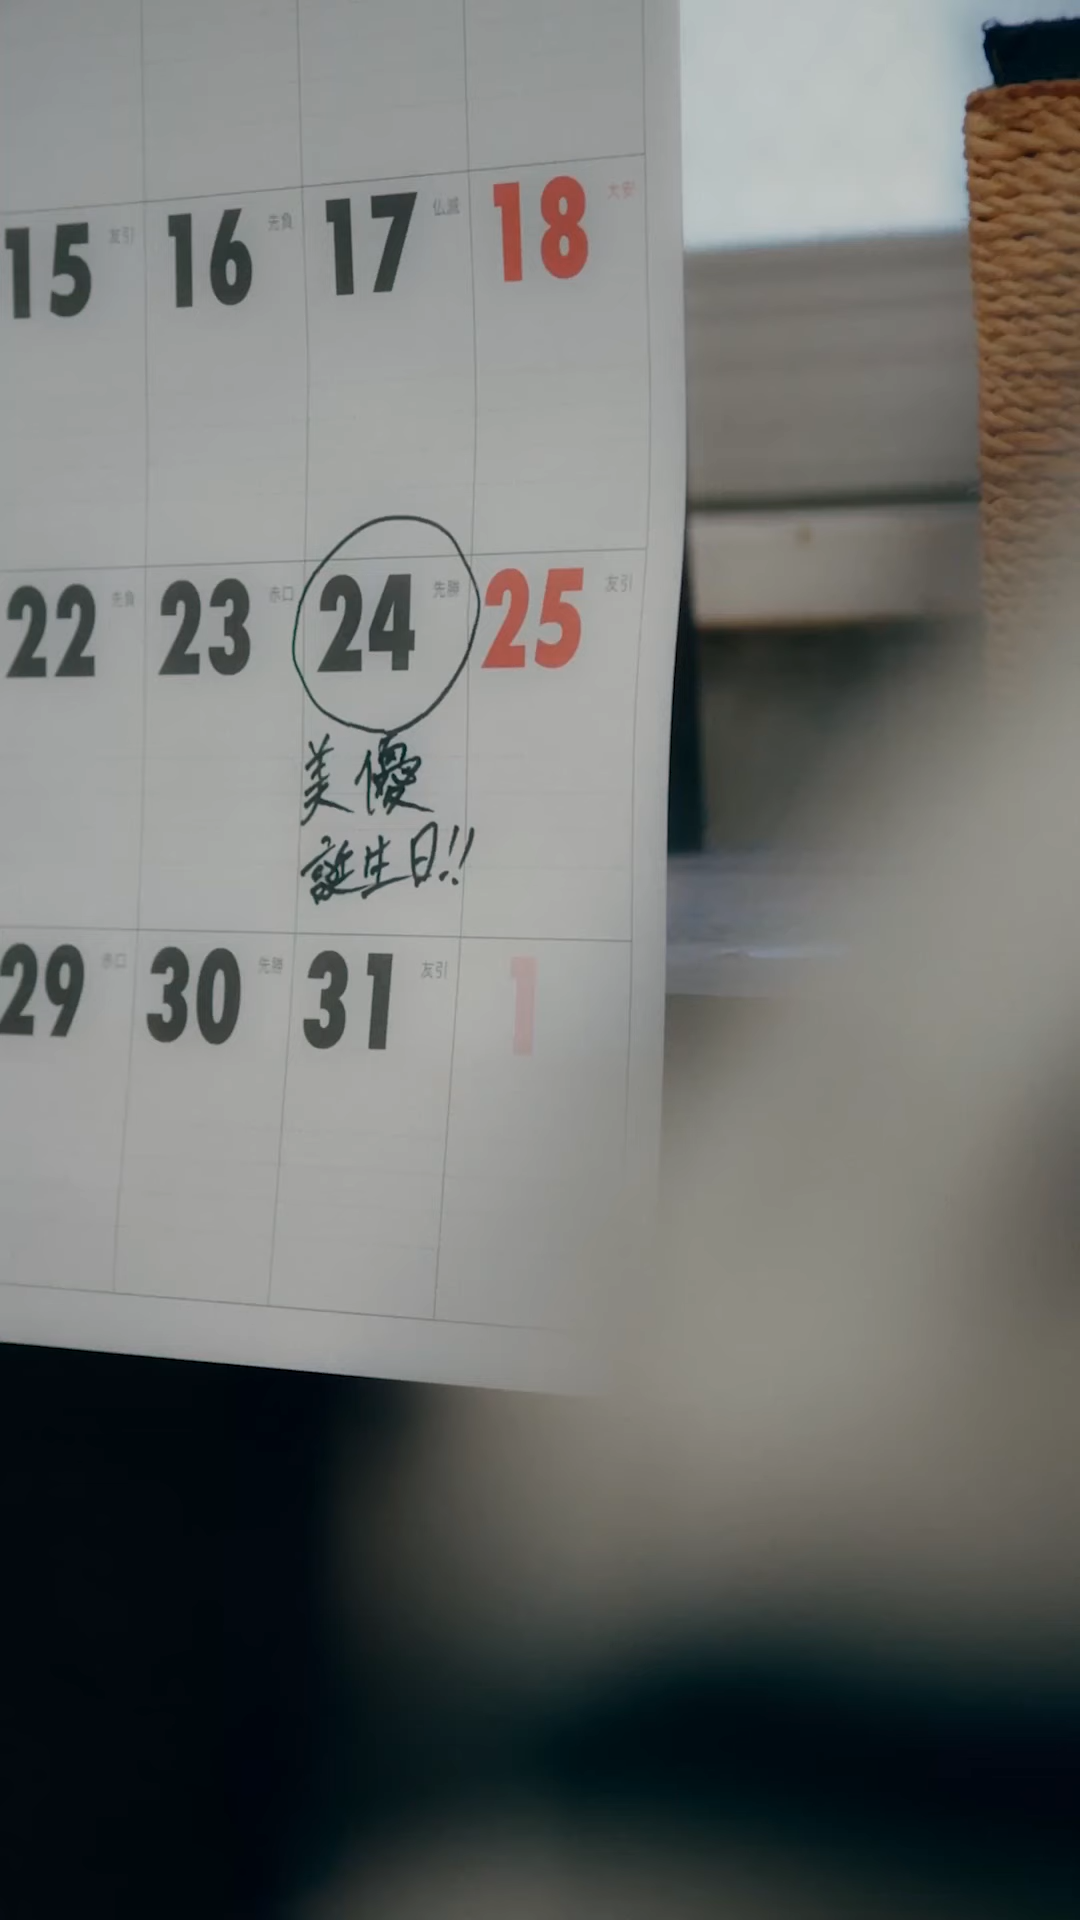 15 友引 16 先負 17 仏滅 18 大安
22 先負 23 赤口 24 先勝 25 友引
美優
誕生日!!
29 赤口 30 先勝 31 友引 1